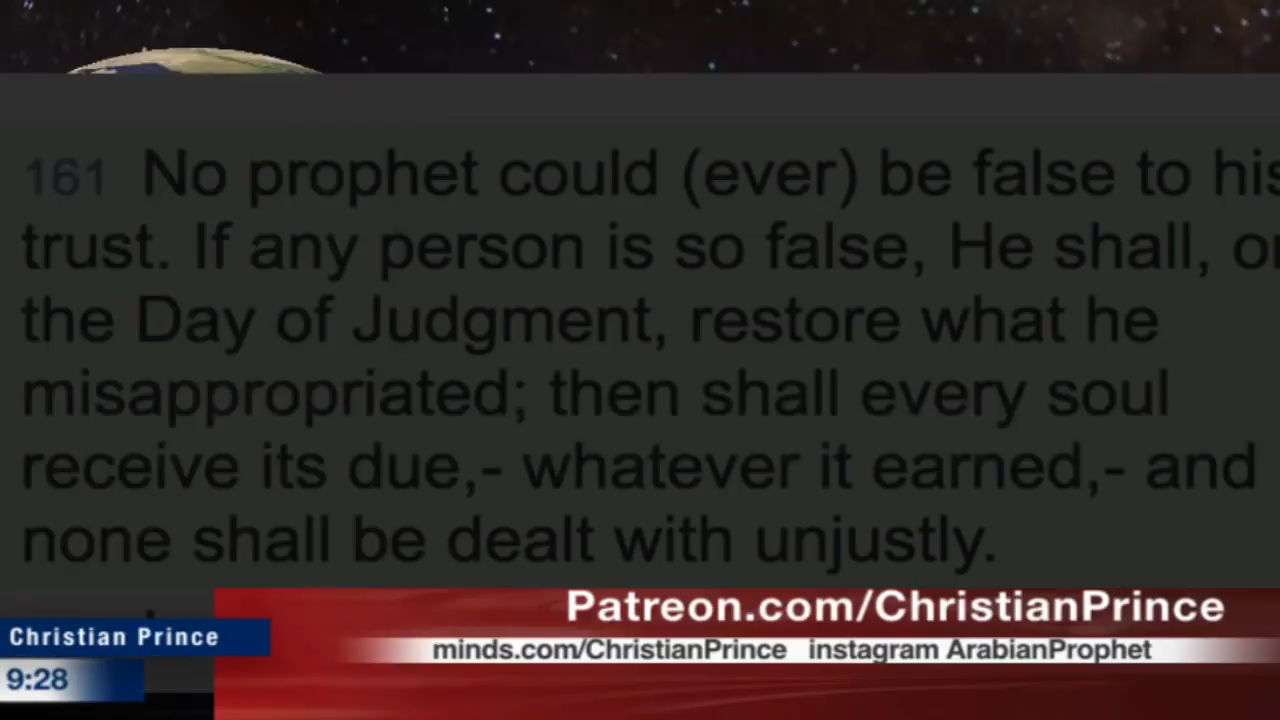 161 No prophet could (ever) be false to his
trust. If any person is so false, He shall, on
the Day of Judgment, restore what he
misappropriated; then shall every soul
receive its due,- whatever it earned,- and
none shall be dealt with unjustly.
Patreon.com/ChristianPrince
Christian Prince
minds.com/ChristianPrince instagram ArabianProphet
9:28